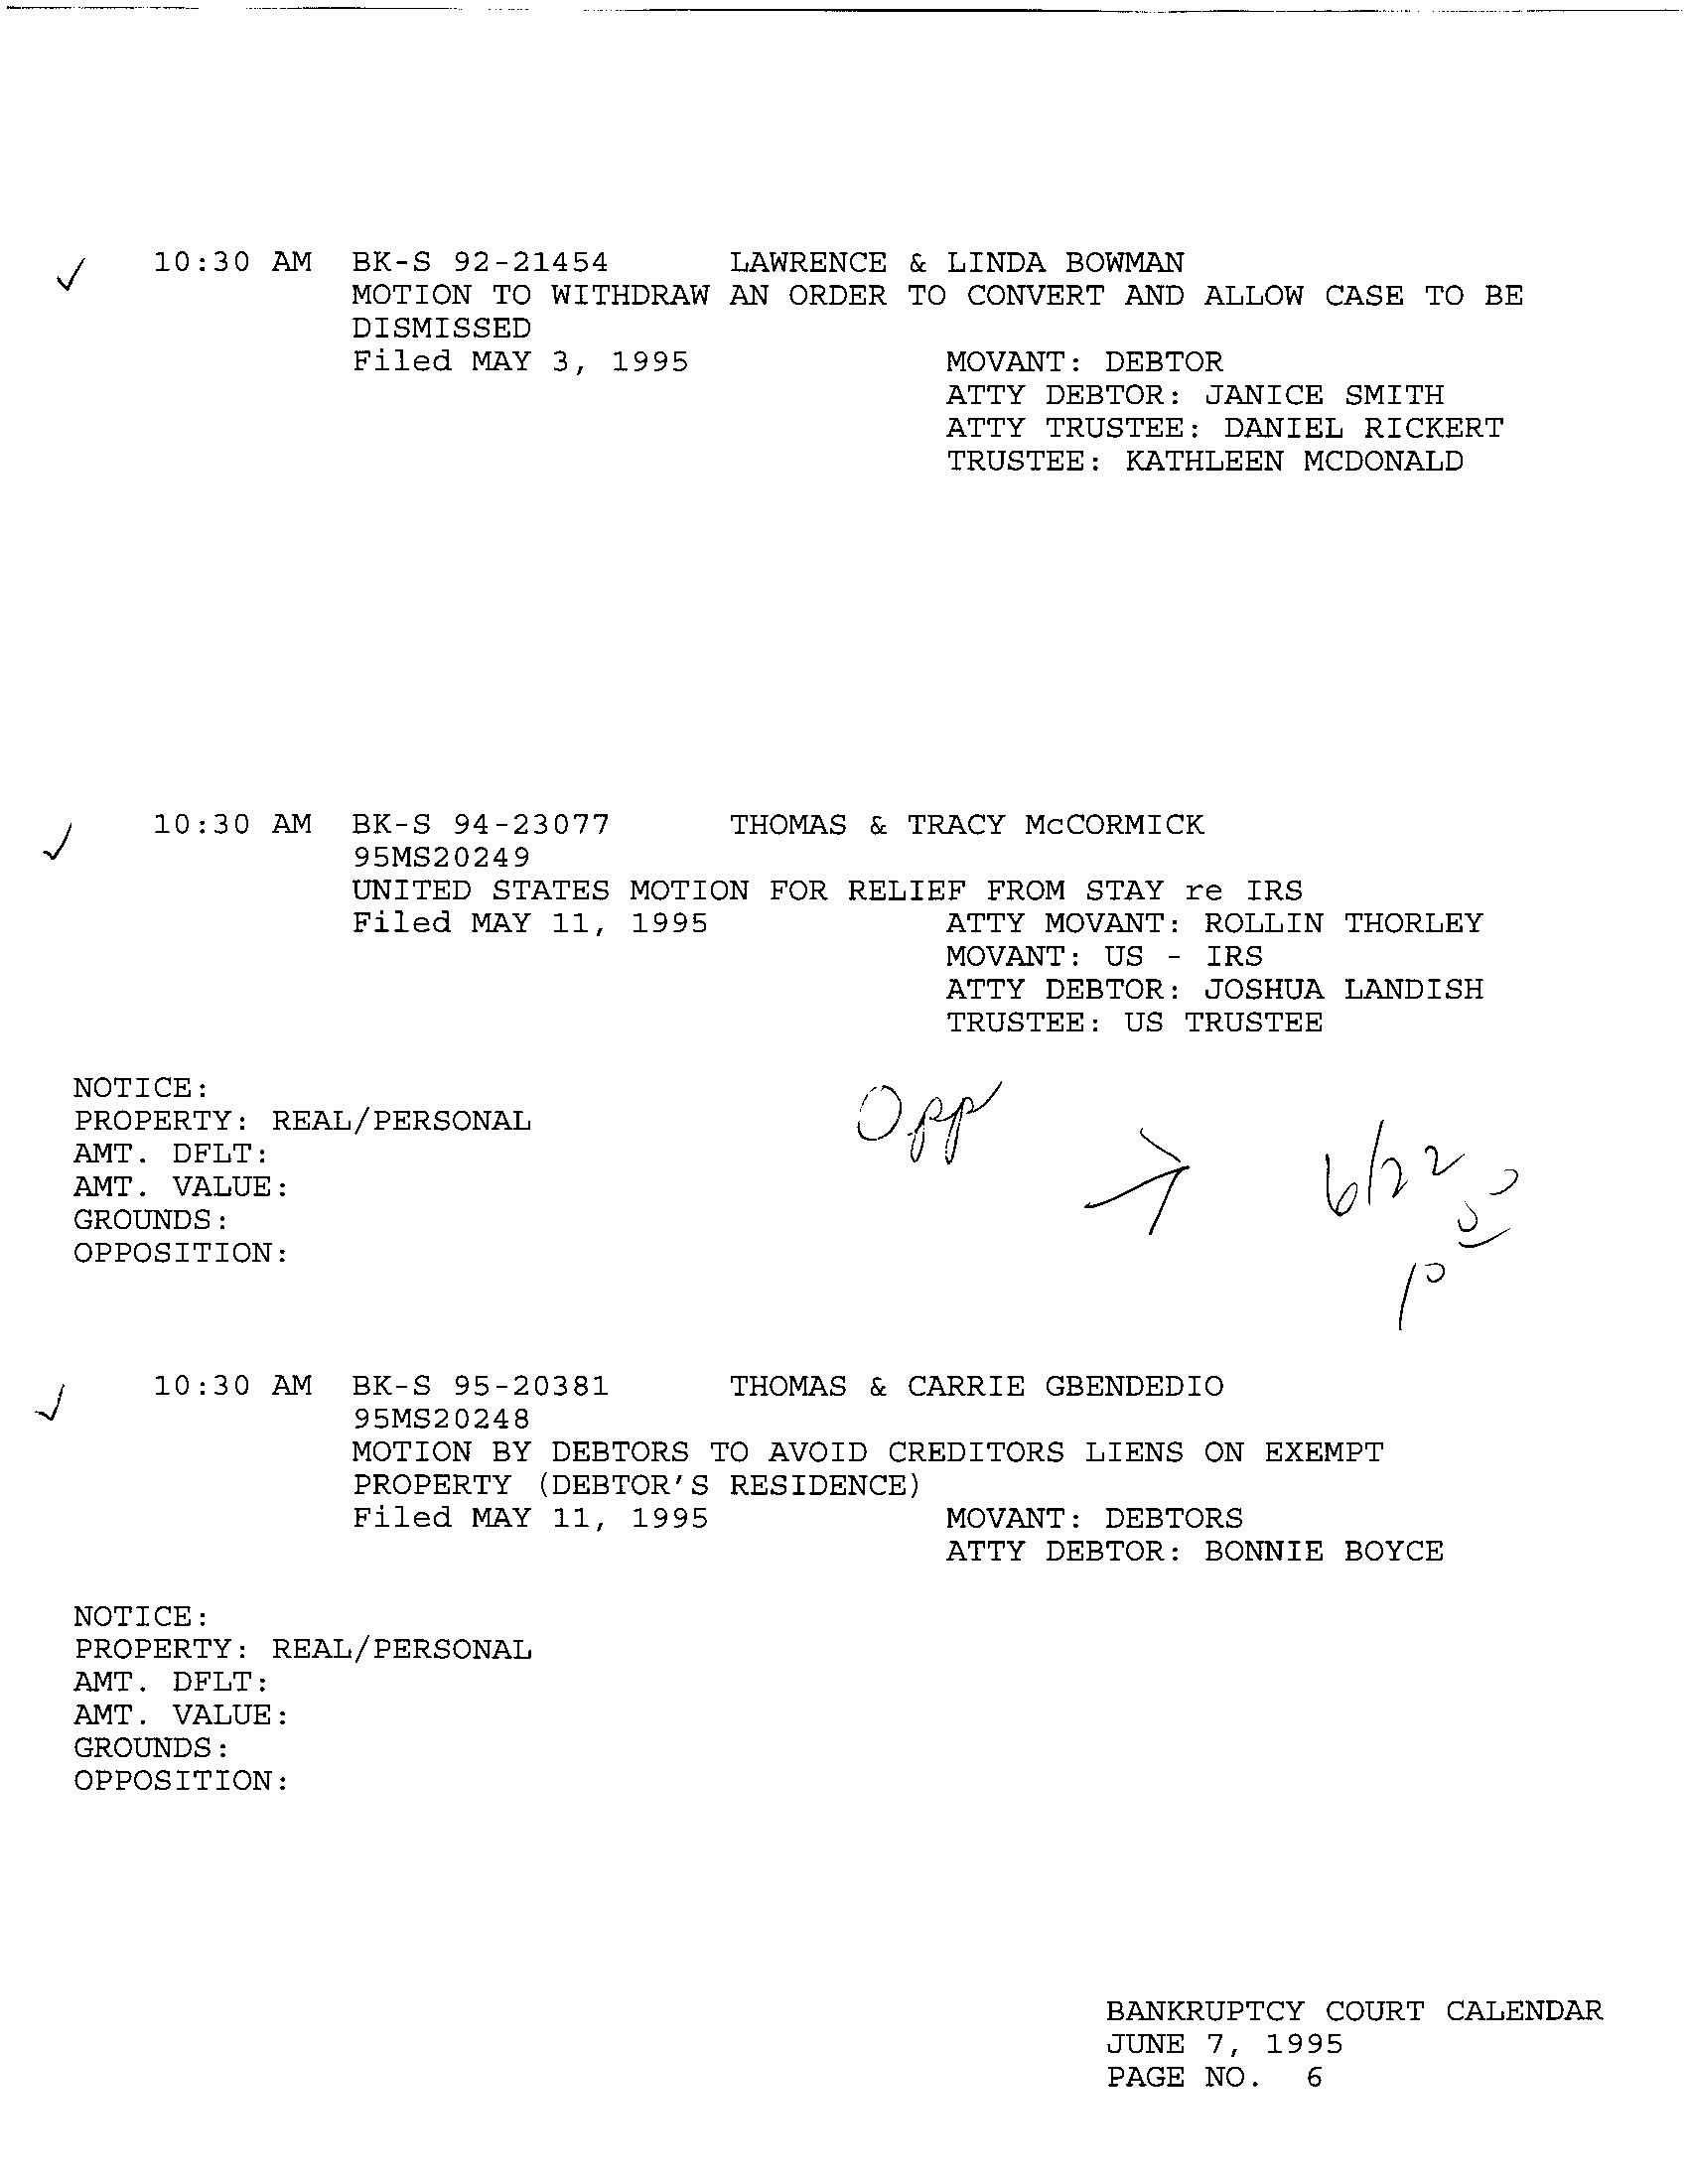 10:30 AM BK-S 92-21454 LAWRENCE & LINDA BOWMAN
MOTION TO WITHDRAW AN ORDER TO CONVERT AND ALLOW CASE TO BE
DISMISSED
Filed MAY 3, 1995 MOVANT: DEBTOR
ATTY DEBTOR: JANICE SMITH
ATTY TRUSTEE: DANIEL RICKERT
TRUSTEE: KATHLEEN MCDONALD
10:30 AM BK-S 94-23077 THOMAS & TRACY McCORMICK
95MS20249
UNITED STATES MOTION FOR RELIEF FROM STAY re IRS
Filed MAY 11, 1995 ATTY MOVANT: ROLLIN THORLEY
MOVANT: US - IRS
ATTY DEBTOR: JOSHUA LANDISH
TRUSTEE: US TRUSTEE
NOTICE:
PROPERTY: REAL/PERSONAL
AMT. DFLT:
AMT. VALUE:
GROUNDS:
OPPOSITION:
Opp
6/22
10
10:30 AM BK-S 95-20381 THOMAS & CARRIE GBENDEDIO
95MS20248
MOTION BY DEBTORS TO AVOID CREDITORS LIENS ON EXEMPT
PROPERTY (DEBTOR'S RESIDENCE)
Filed MAY 11, 1995 MOVANT: DEBTORS
ATTY DEBTOR: BONNIE BOYCE
NOTICE:
PROPERTY: REAL/PERSONAL
AMT. DFLT:
AMT. VALUE:
GROUNDS:
OPPOSITION:
BANKRUPTCY COURT CALENDAR
JUNE 7, 1995
PAGE NO. 6